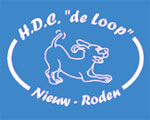 H.D.C. "de Loop"
Nieuw - Roden